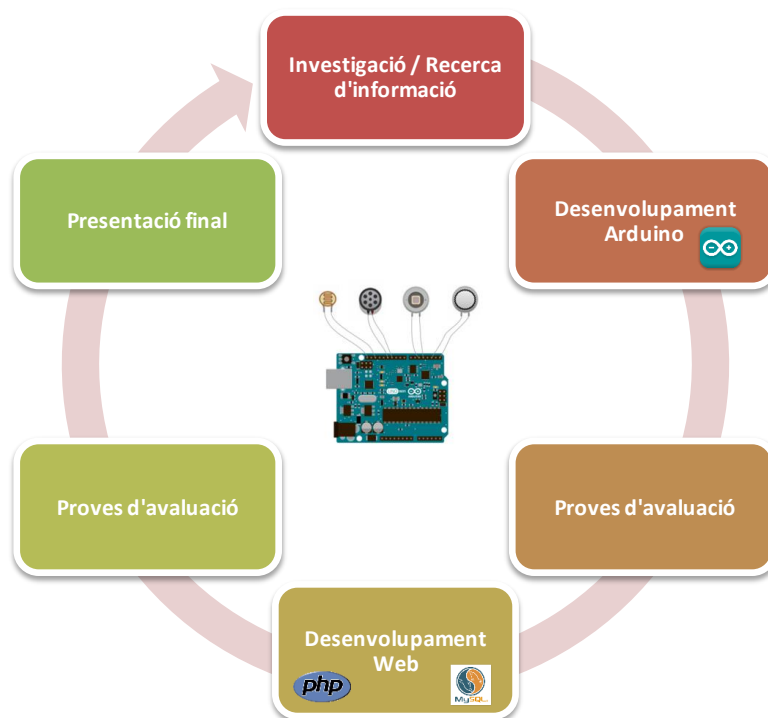 Investigació / Recerca
d'informació
Desenvolupament
Arduino
Proves d'avaluació
Desenvolupament
Web
php
MySQL
Proves d'avaluació
Presentació final